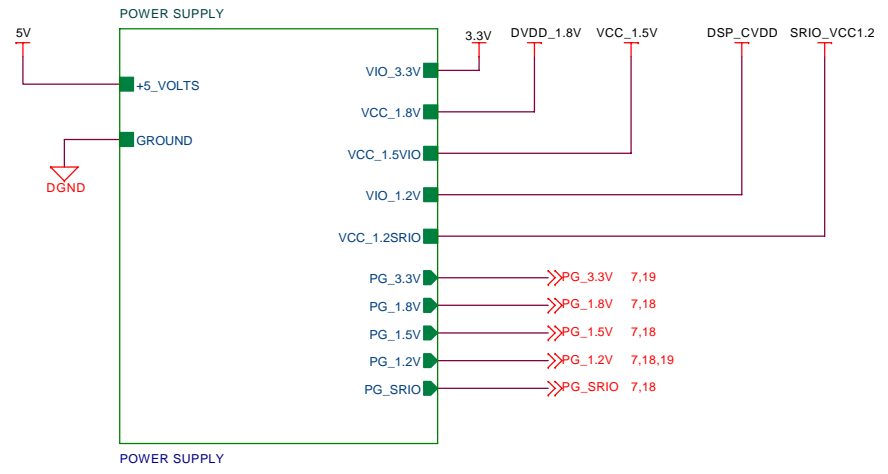 POWER SUPPLY
5V
3.3V
DVDD_1.8V
VCC_1.5V
DSP_CVDD
SRIO_VCC1.2
VIO_3.3V
+5_VOLTS
VCC_1.8V
GROUND
VCC_1.5VIO
DGND
VIO_1.2V
VCC_1.2SRIO
PG_3.3V PG_3.3V 7,19
PG_1.8V PG_1.8V 7,18
PG_1.5V PG_1.5V 7,18
PG_1.2V PG_1.2V 7,18,19
PG_SRIO PG_SRIO 7,18
POWER SUPPLY